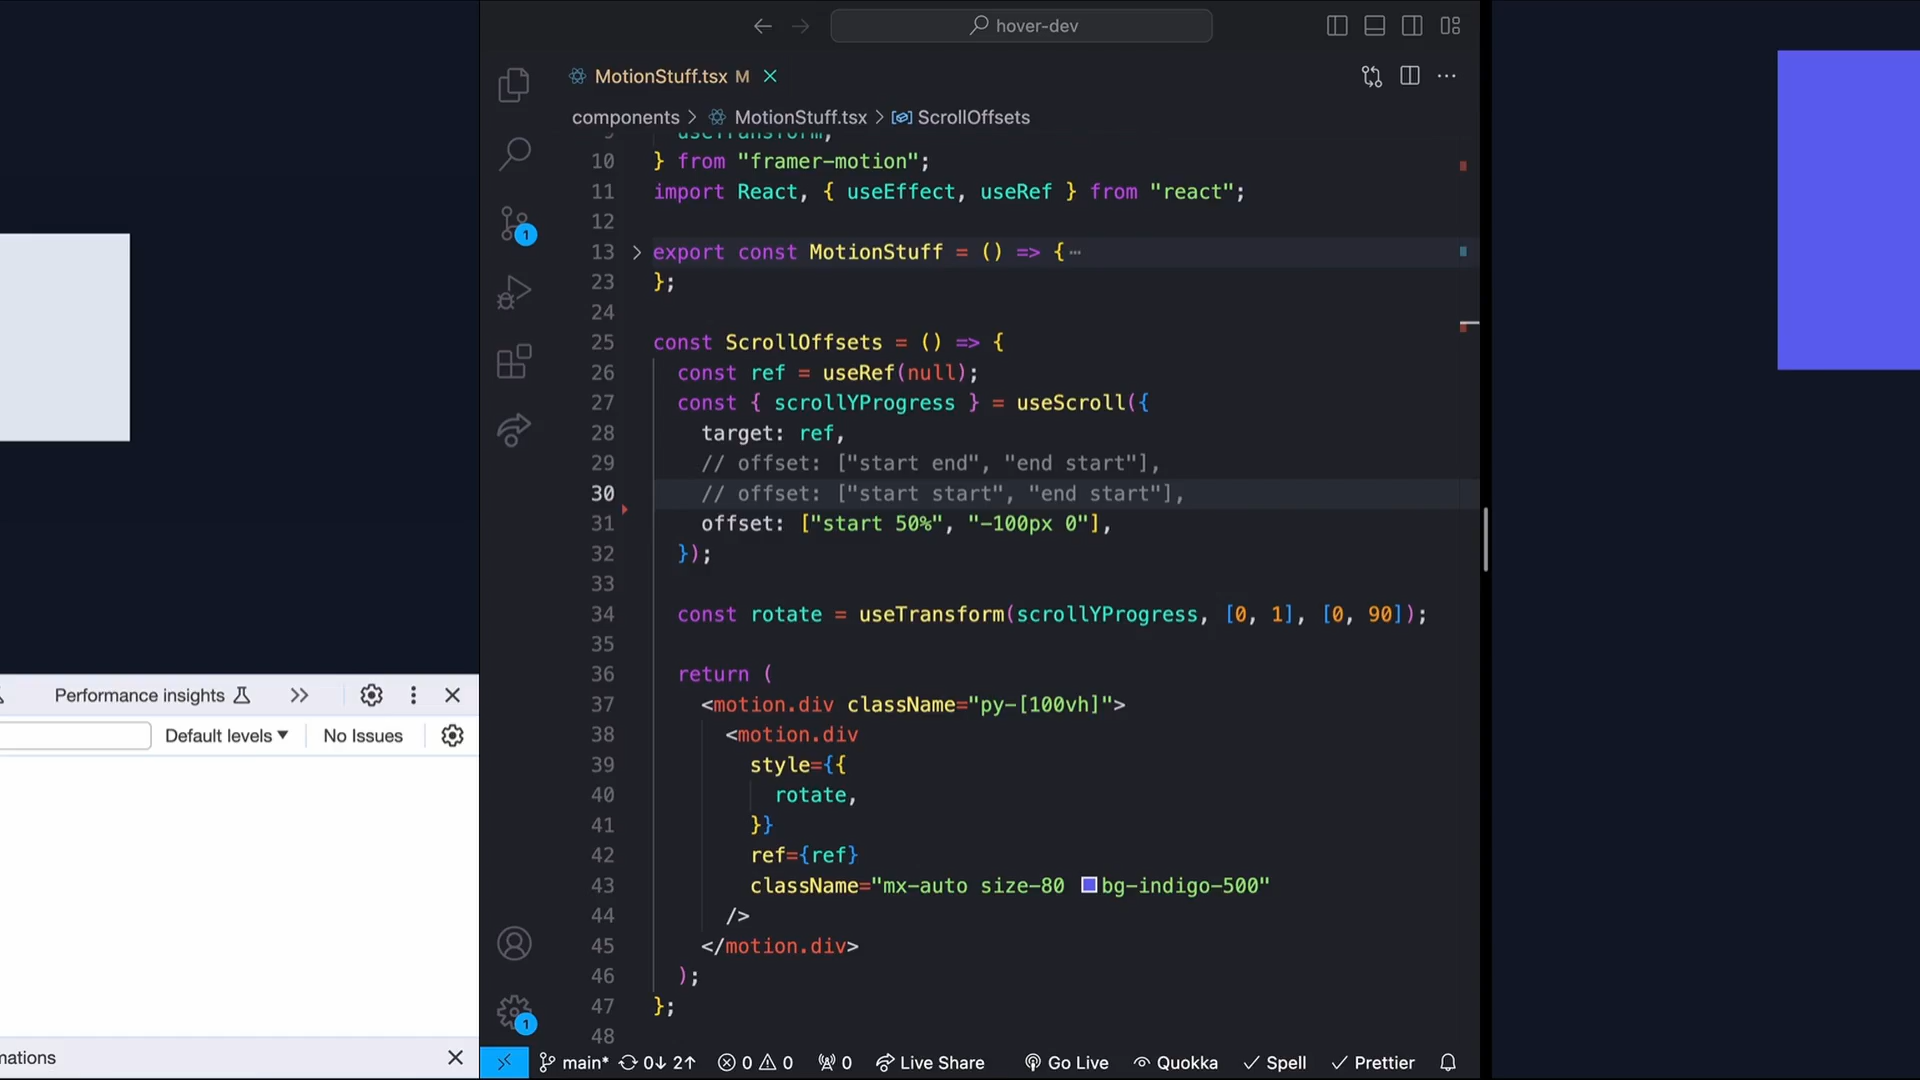 hover-dev
MotionStuff.tsx M
components > MotionStuff.tsx > ScrollOffsets
9 useTransform,
10 } from "framer-motion";
11 import React, { useEffect, useRef } from "react";
12
13 export const MotionStuff = () => {⋯
23 };
24
25 const ScrollOffsets = () => {
26 const ref = useRef(null);
27 const { scrollYProgress } = useScroll({
28 target: ref,
29 // offset: ["start end", "end start"],
30 // offset: ["start start", "end start"],
31 offset: ["start 50%", "-100px 0"],
32 });
33
34 const rotate = useTransform(scrollYProgress, [0, 1], [0, 90]);
35
36 return (
37 <motion.div className="py-[100vh]">
38 <motion.div
39 style={{
40 rotate,
41 }}
42 ref={ref}
43 className="mx-auto size-80 bg-indigo-500"
44 />
45 </motion.div>
46 );
47 };
48
1
1
Performance insights
Default levels No Issues
mations
main* 0↓ 2↑ 0 0 0 Live Share Go Live Quokka Spell Prettier